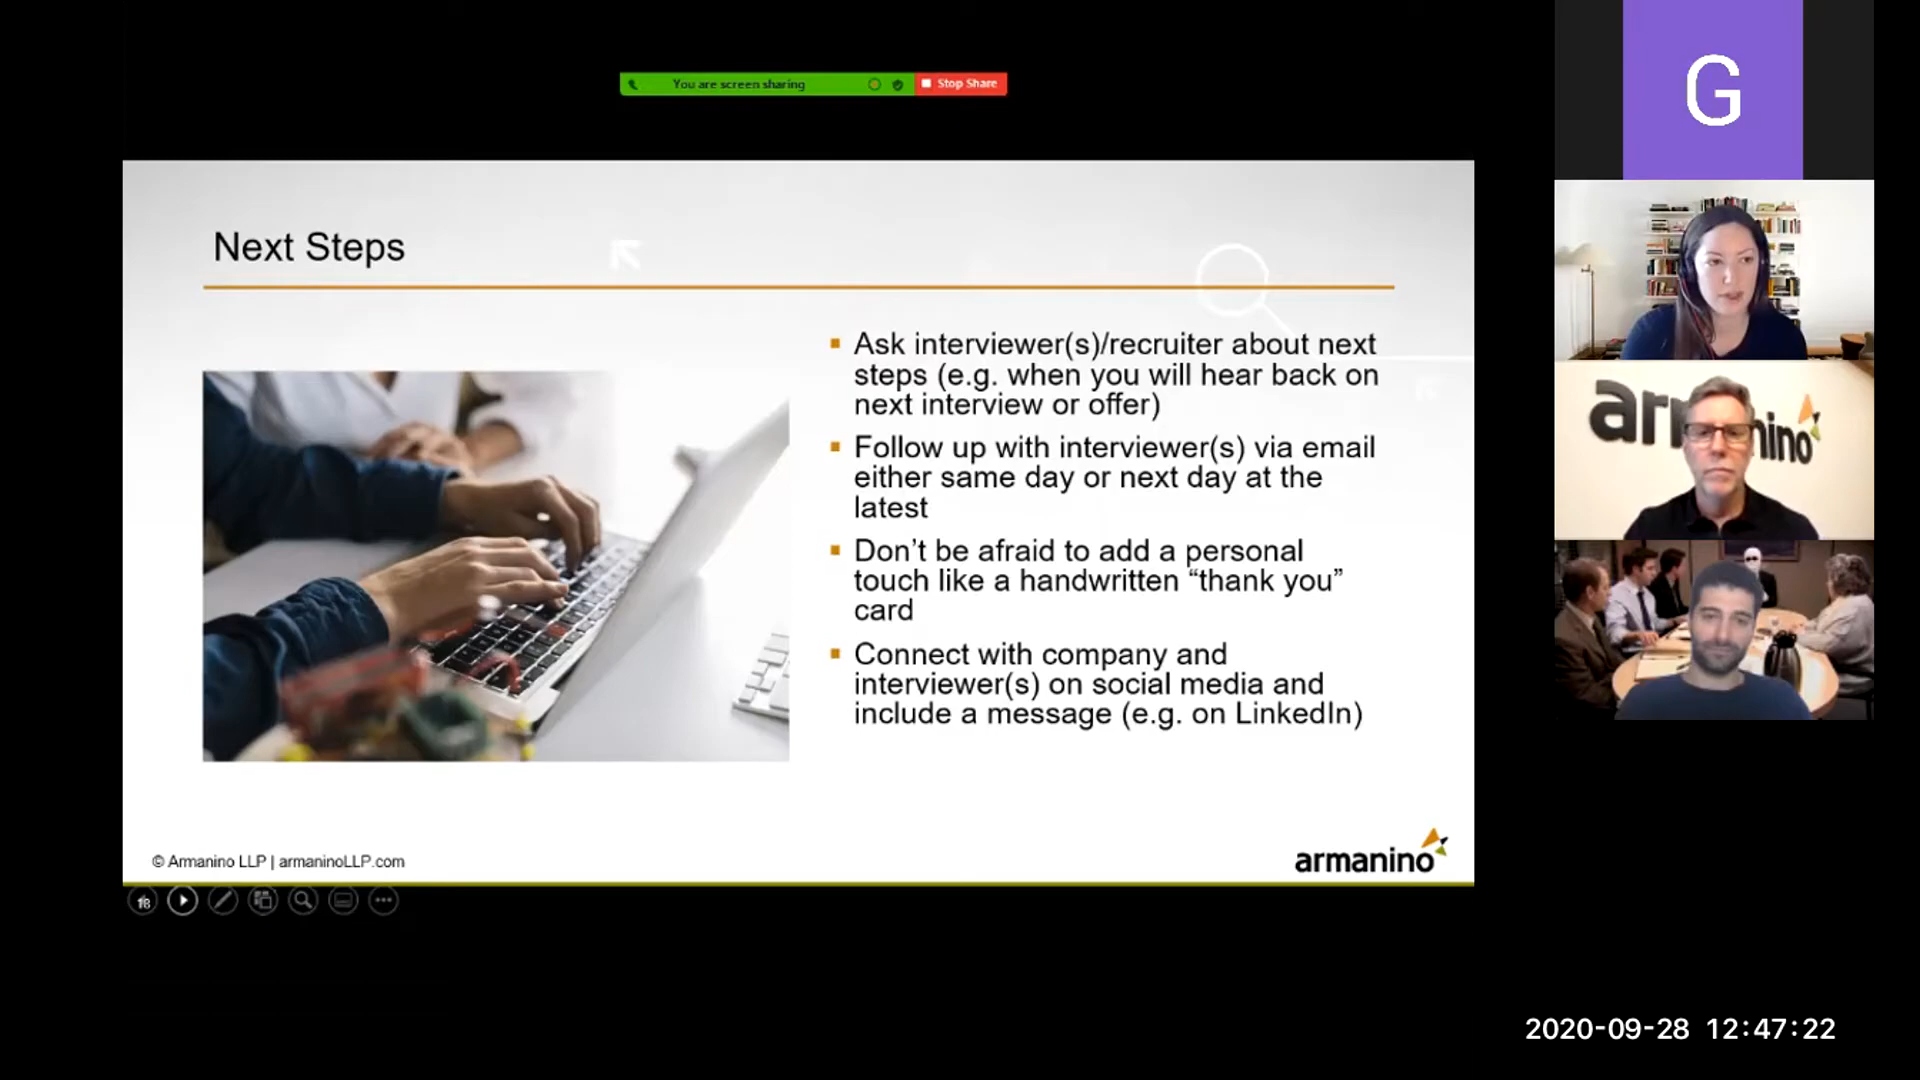 You are screen sharing
Stop Share
G
Next Steps
Ask interviewer(s)/recruiter about next
steps (e.g. when you will hear back on
next interview or offer)
Follow up with interviewer(s) via email
either same day or next day at the
latest
Don’t be afraid to add a personal
touch like a handwritten “thank you”
card
Connect with company and
interviewer(s) on social media and
include a message (e.g. on LinkedIn)
© Armanino LLP | armaninoLLP.com
armanino
18
2020-09-28 12:47:22